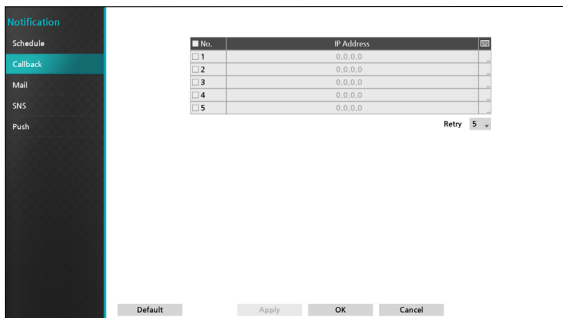 Notification
Schedule
Callback
Mail
SNS
Push
No. IP Address
1 0.0.0.0
2 0.0.0.0
3 0.0.0.0
4 0.0.0.0
5 0.0.0.0
Retry 5
Default Apply OK Cancel